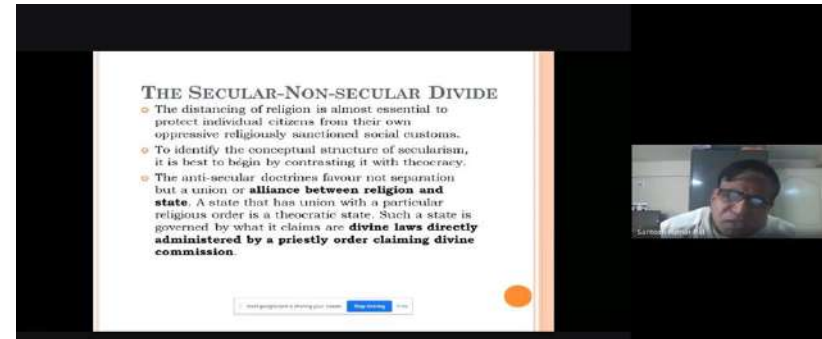 THE SECULAR-NON-SECULAR DIVIDE
The distancing of religion is almost essential to
protect individual citizens from their own
oppressive religiously sanctioned social customs.
To identify the conceptual structure of secularism,
it is best to begin by contrasting it with theocracy.
The anti-secular doctrines favour not separation
but a union or alliance between religion and
state. A state that has union with a particular
religious order is a theocratic state. Such a state is
governed by what it claims are divine laws directly
administered by a priestly order claiming divine
commission.
is sharing your screen. Stop sharing